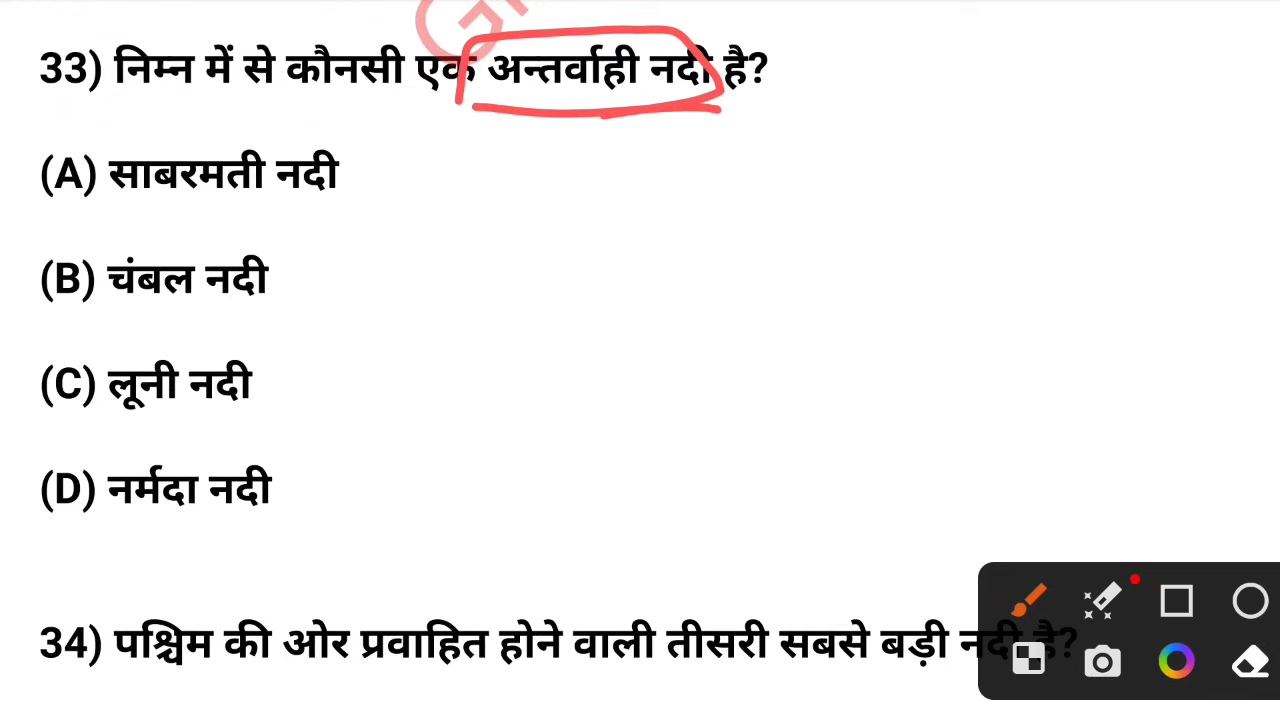 33) निम्न में से कौनसी एक अन्तर्वाही नदी है?
(A) साबरमती नदी
(B) चंबल नदी
(C) लूनी नदी
(D) नर्मदा नदी
34) पश्चिम की ओर प्रवाहित होने वाली तीसरी सबसे बड़ी नदी है?